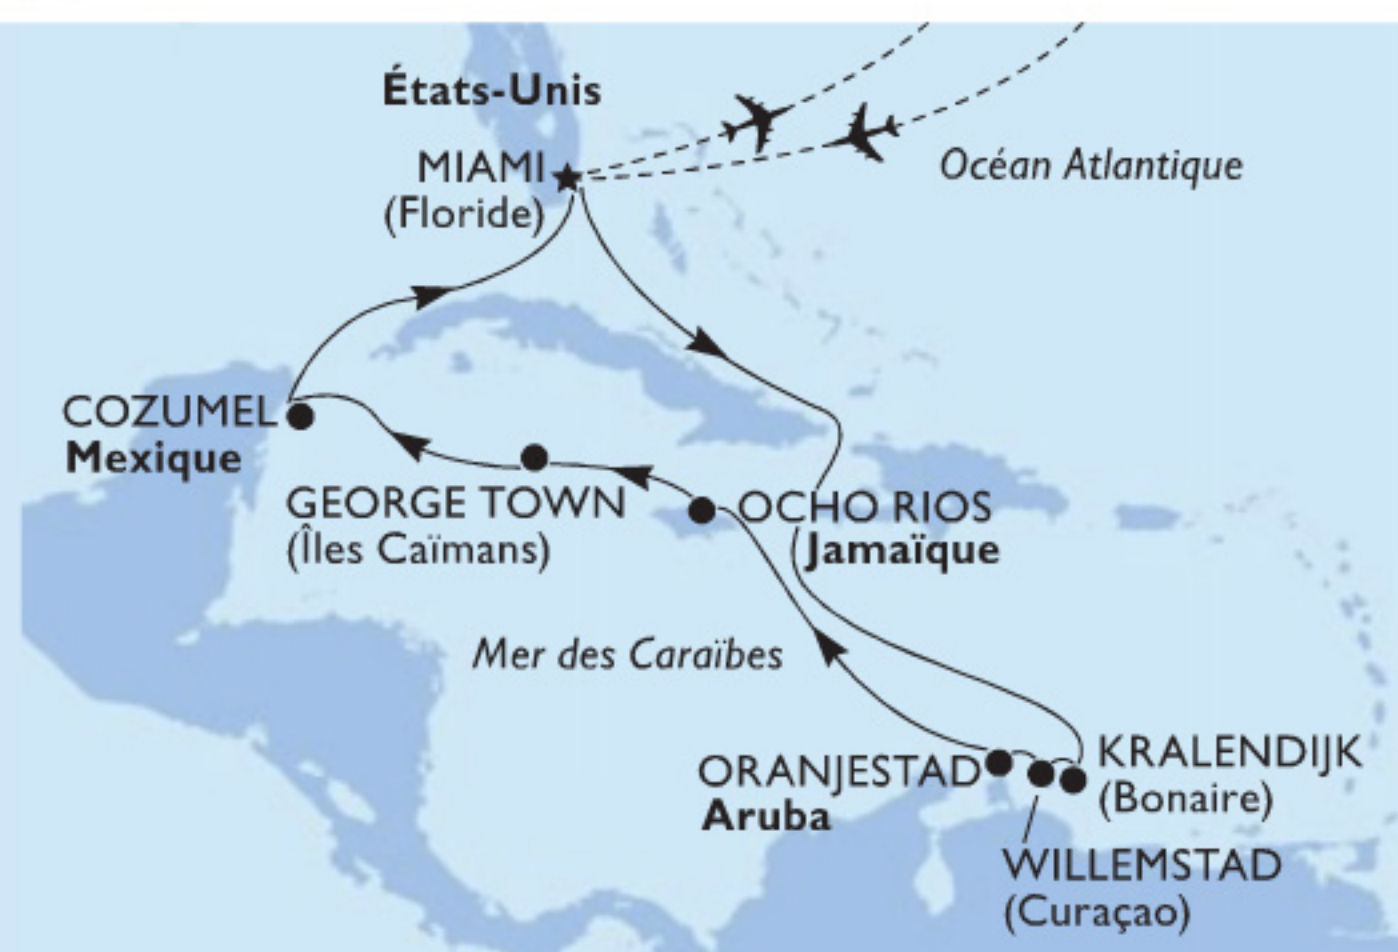 États-Unis
MIAMI
(Floride)
Océan Atlantique
COZUMEL
Mexique
GEORGE TOWN
(Îles Caïmans)
OCHO RIOS
Jamaïque
Mer des Caraïbes
ORANJESTAD
Aruba
KRALENDIJK
(Bonaire)
WILLEMSTAD
(Curaçao)